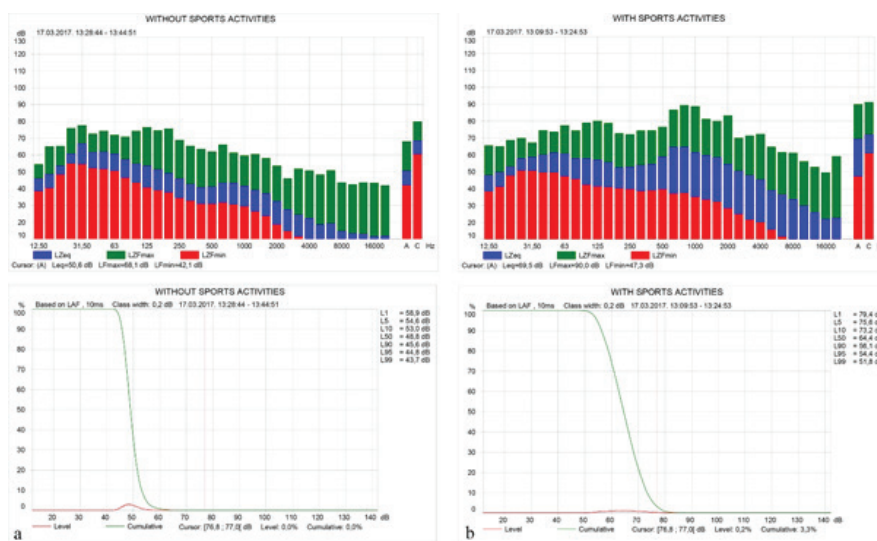 WITHOUT SPORTS ACTIVITIES
dB 17.03.2017. 13:28:44 - 13:44:51
130
120
110
100
90
80
70
60
50
40
30
20
10
12,50 31,50 63 125 250 500 1000 2000 4000 8000 16000 A C Hz
LZeq LZFmax LZFmin
Cursor: (A) Leq=50,6 dB LFmax=68,1 dB LFmin=42,1 dB
WITH SPORTS ACTIVITIES
dB 17.03.2017. 13:09:53 - 13:24:53
130
120
110
100
90
80
70
60
50
40
30
20
10
12,50 31,50 63 125 250 500 1000 2000 4000 8000 16000 A C Hz
LZeq LZFmax LZFmin
Cursor: (A) Leq=69,5 dB LFmax=90,0 dB LFmin=47,3 dB
WITHOUT SPORTS ACTIVITIES
% Based on LAF , 10ms Class width: 0,2 dB 17.03.2017. 13:28:44 - 13:44:51
L1 = 58,9 dB
L5 = 54,6 dB
L10 = 53,0 dB
L50 = 48,8 dB
L90 = 45,6 dB
L95 = 44,8 dB
L99 = 43,7 dB
100
90
80
70
60
50
40
30
20
10
0
20 30 40 50 60 70 80 90 100 110 120 dB 140
Level Cumulative Cursor: [76,8 ; 77,0[ dB Level: 0,0% Cumulative: 0,0%
a
WITH SPORTS ACTIVITIES
% Based on LAF , 10ms Class width: 0,2 dB 17.03.2017. 13:09:53 - 13:24:53
L1 = 79,4 d
L5 = 75,6 d
L10 = 73,2 d
L50 = 64,4 d
L90 = 56,1 d
L95 = 54,4 d
L99 = 51,8 d
100
90
80
70
60
50
40
30
20
10
0
20 30 40 50 60 70 80 90 100 110 120 dB 140
Level Cumulative Cursor: [76,8 ; 77,0[ dB Level: 0,2% Cumulative: 3,3%
b